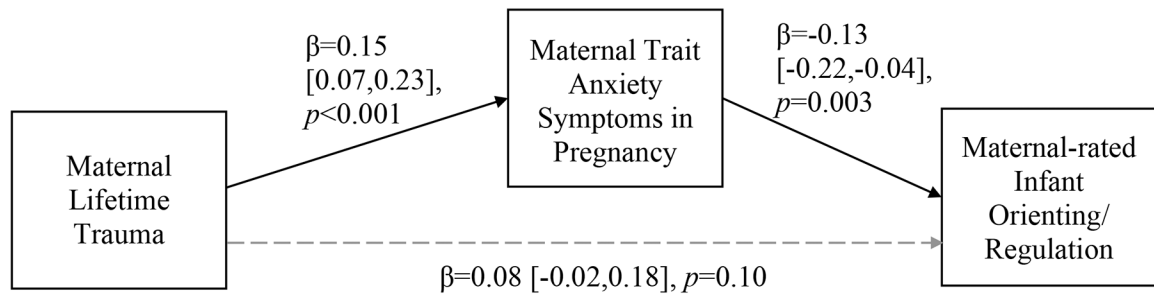 Maternal
Lifetime
Trauma
β=0.15
[0.07,0.23],
p<0.001
Maternal Trait
Anxiety
Symptoms in
Pregnancy
β=-0.13
[-0.22,-0.04],
p=0.003
Maternal-rated
Infant
Orienting/
Regulation
β=0.08 [-0.02,0.18], p=0.10